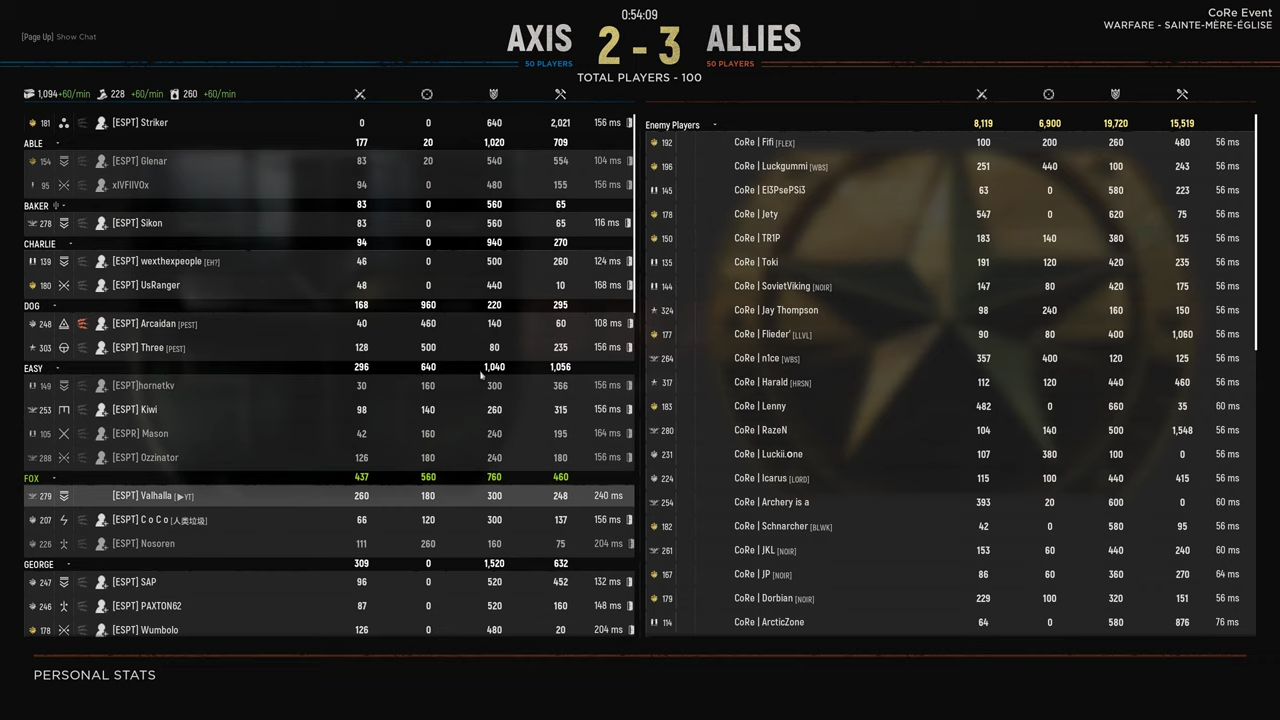 0:54:09
CoRe Event
WARFARE - SAINTE-MÈRE-ÉGLISE
[Page Up] Show Chat
AXIS 2 - 3 ALLIES
50 PLAYERS 50 PLAYERS
TOTAL PLAYERS - 100
1,094 +60/min 228 +60/min 260 +60/min
181 [ESPT] Striker 0 0 640 2,021 156 ms
ABLE 177 20 1,020 709
154 [ESPT] Glenar 83 20 540 554 104 ms
95 xIVFIIVOx 94 0 480 155 156 ms
BAKER 83 0 560 65
278 [ESPT] Sikon 83 0 560 65 116 ms
CHARLIE 94 0 940 270
139 [ESPT] wexthexpeople [EH?] 46 0 500 260 124 ms
180 [ESPT] UsRanger 48 0 440 10 168 ms
DOG 168 960 220 295
248 [ESPT] Arcaidan [PEST] 40 460 140 60 108 ms
303 [ESPT] Three [PEST] 128 500 80 235 156 ms
EASY 296 640 1,040 1,056
149 [ESPT]hornetkv 30 160 300 366 156 ms
253 [ESPT] Kiwi 98 140 260 315 156 ms
105 [ESPR] Mason 42 160 240 195 164 ms
288 [ESPT] Ozzinator 126 180 240 180 156 ms
FOX 437 560 760 460
279 [ESPT] Valhalla [▶YT] 260 180 300 248 240 ms
207 [ESPT] C o C o [人类垃圾] 66 120 300 137 156 ms
226 [ESPT] Nosoren 111 260 160 75 204 ms
GEORGE 309 0 1,520 632
247 [ESPT] SAP 96 0 520 452 132 ms
246 [ESPT] PAXTON62 87 0 520 160 148 ms
178 [ESPT] Wumbolo 126 0 480 20 204 ms
Enemy Players 8,119 6,900 19,720 15,519
192 CoRe | Fifi [FLEX] 100 200 260 480 56 ms
196 CoRe | Luckgummi [WBS] 251 440 100 243 56 ms
145 CoRe | El3PsePSi3 63 0 580 223 56 ms
178 CoRe | Jety 547 0 620 75 56 ms
150 CoRe | TR1P 183 140 380 125 56 ms
135 CoRe | Toki 191 120 420 235 56 ms
144 CoRe | SovietViking [NOIR] 147 80 420 175 56 ms
324 CoRe | Jay Thompson 98 240 160 150 56 ms
177 CoRe | Flieder' [LLVL] 90 80 400 1,060 56 ms
264 CoRe | n1ce [WBS] 357 400 120 125 56 ms
317 CoRe | Harald [HRSN] 112 120 440 460 56 ms
183 CoRe | Lenny 482 0 660 35 60 ms
280 CoRe | RazeN 104 140 500 1,548 56 ms
231 CoRe | Luckii.one 107 380 100 0 56 ms
224 CoRe | Icarus [LORD] 115 100 440 415 56 ms
254 CoRe | Archery is a 393 20 600 0 60 ms
182 CoRe | Schnarcher [BLWK] 42 0 580 95 56 ms
261 CoRe | JKL [NOIR] 153 60 440 240 60 ms
167 CoRe | JP [NOIR] 86 60 360 270 64 ms
179 CoRe | Dorbian [NOIR] 229 100 320 151 56 ms
114 CoRe | ArcticZone 64 0 580 876 76 ms
PERSONAL STATS